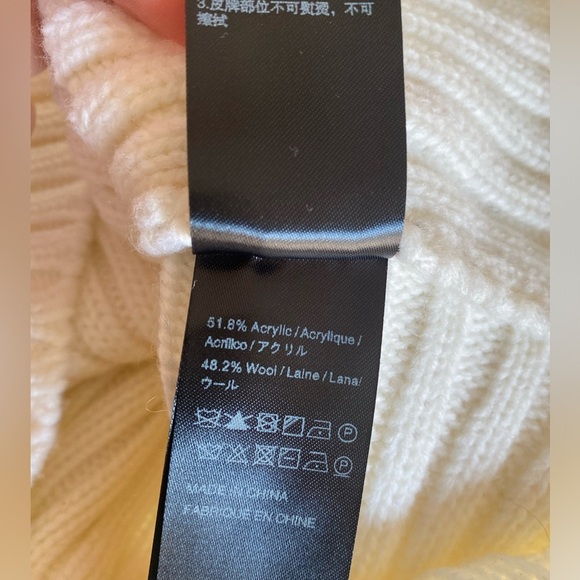 3.皮牌部位不可熨烫，不可
擦拭
51.8% Acrylic / Acrylique /
Acrilico / アクリル
48.2% Wool / Laine / Lana/
ウール
P
P
MADE IN CHINA
FABRIQUE EN CHINE